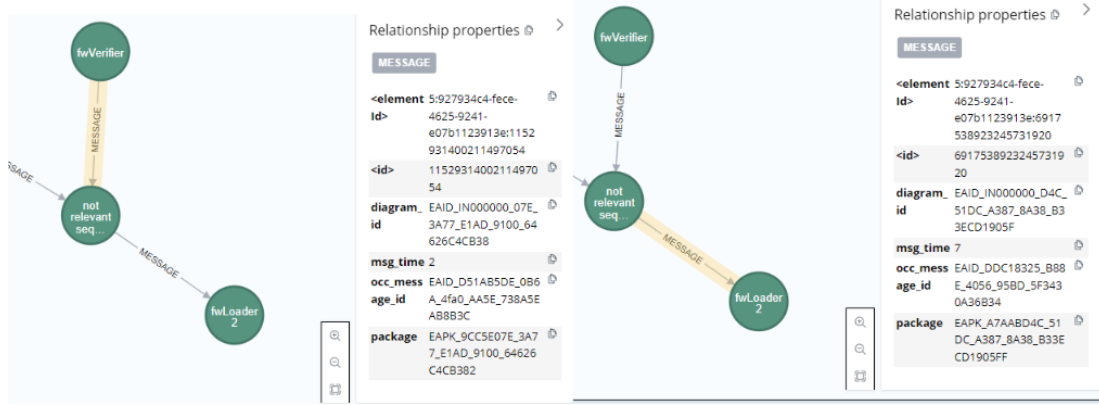 fwVerifier
MESSAGE
SSAGE
not
relevant
seq...
MESSAGE
fwLoader
2
Relationship properties
MESSAGE
<element 5:927934c4-fece-
Id> 4625-9241-
e07b1123913e:1152
931400211497054
<id> 11529314002114970
54
diagram_ EAID_IN000000_07E_
id 3A77_E1AD_9100_64
626C4CB38
msg_time 2
occ_mess EAID_D51AB5DE_0B6
age_id A_4fa0_AA5E_738A5E
AB8B3C
package EAPK_9CC5E07E_3A7
7_E1AD_9100_64626
C4CB382
fwVerifier
MESSAGE
not
relevant
seq...
MESSAGE
fwLoader
2
Relationship properties
MESSAGE
<element 5:927934c4-fece-
Id> 4625-9241-
e07b1123913e:6917
538923245731920
<id> 69175389232457319
20
diagram_ EAID_IN000000_D4C_
id 51DC_A387_8A38_B3
3ECD1905F
msg_time 7
occ_mess EAID_DDC18325_B88
age_id E_4056_95BD_5F343
0A36B34
package EAPK_A7AABD4C_51
DC_A387_8A38_B33E
CD1905FF